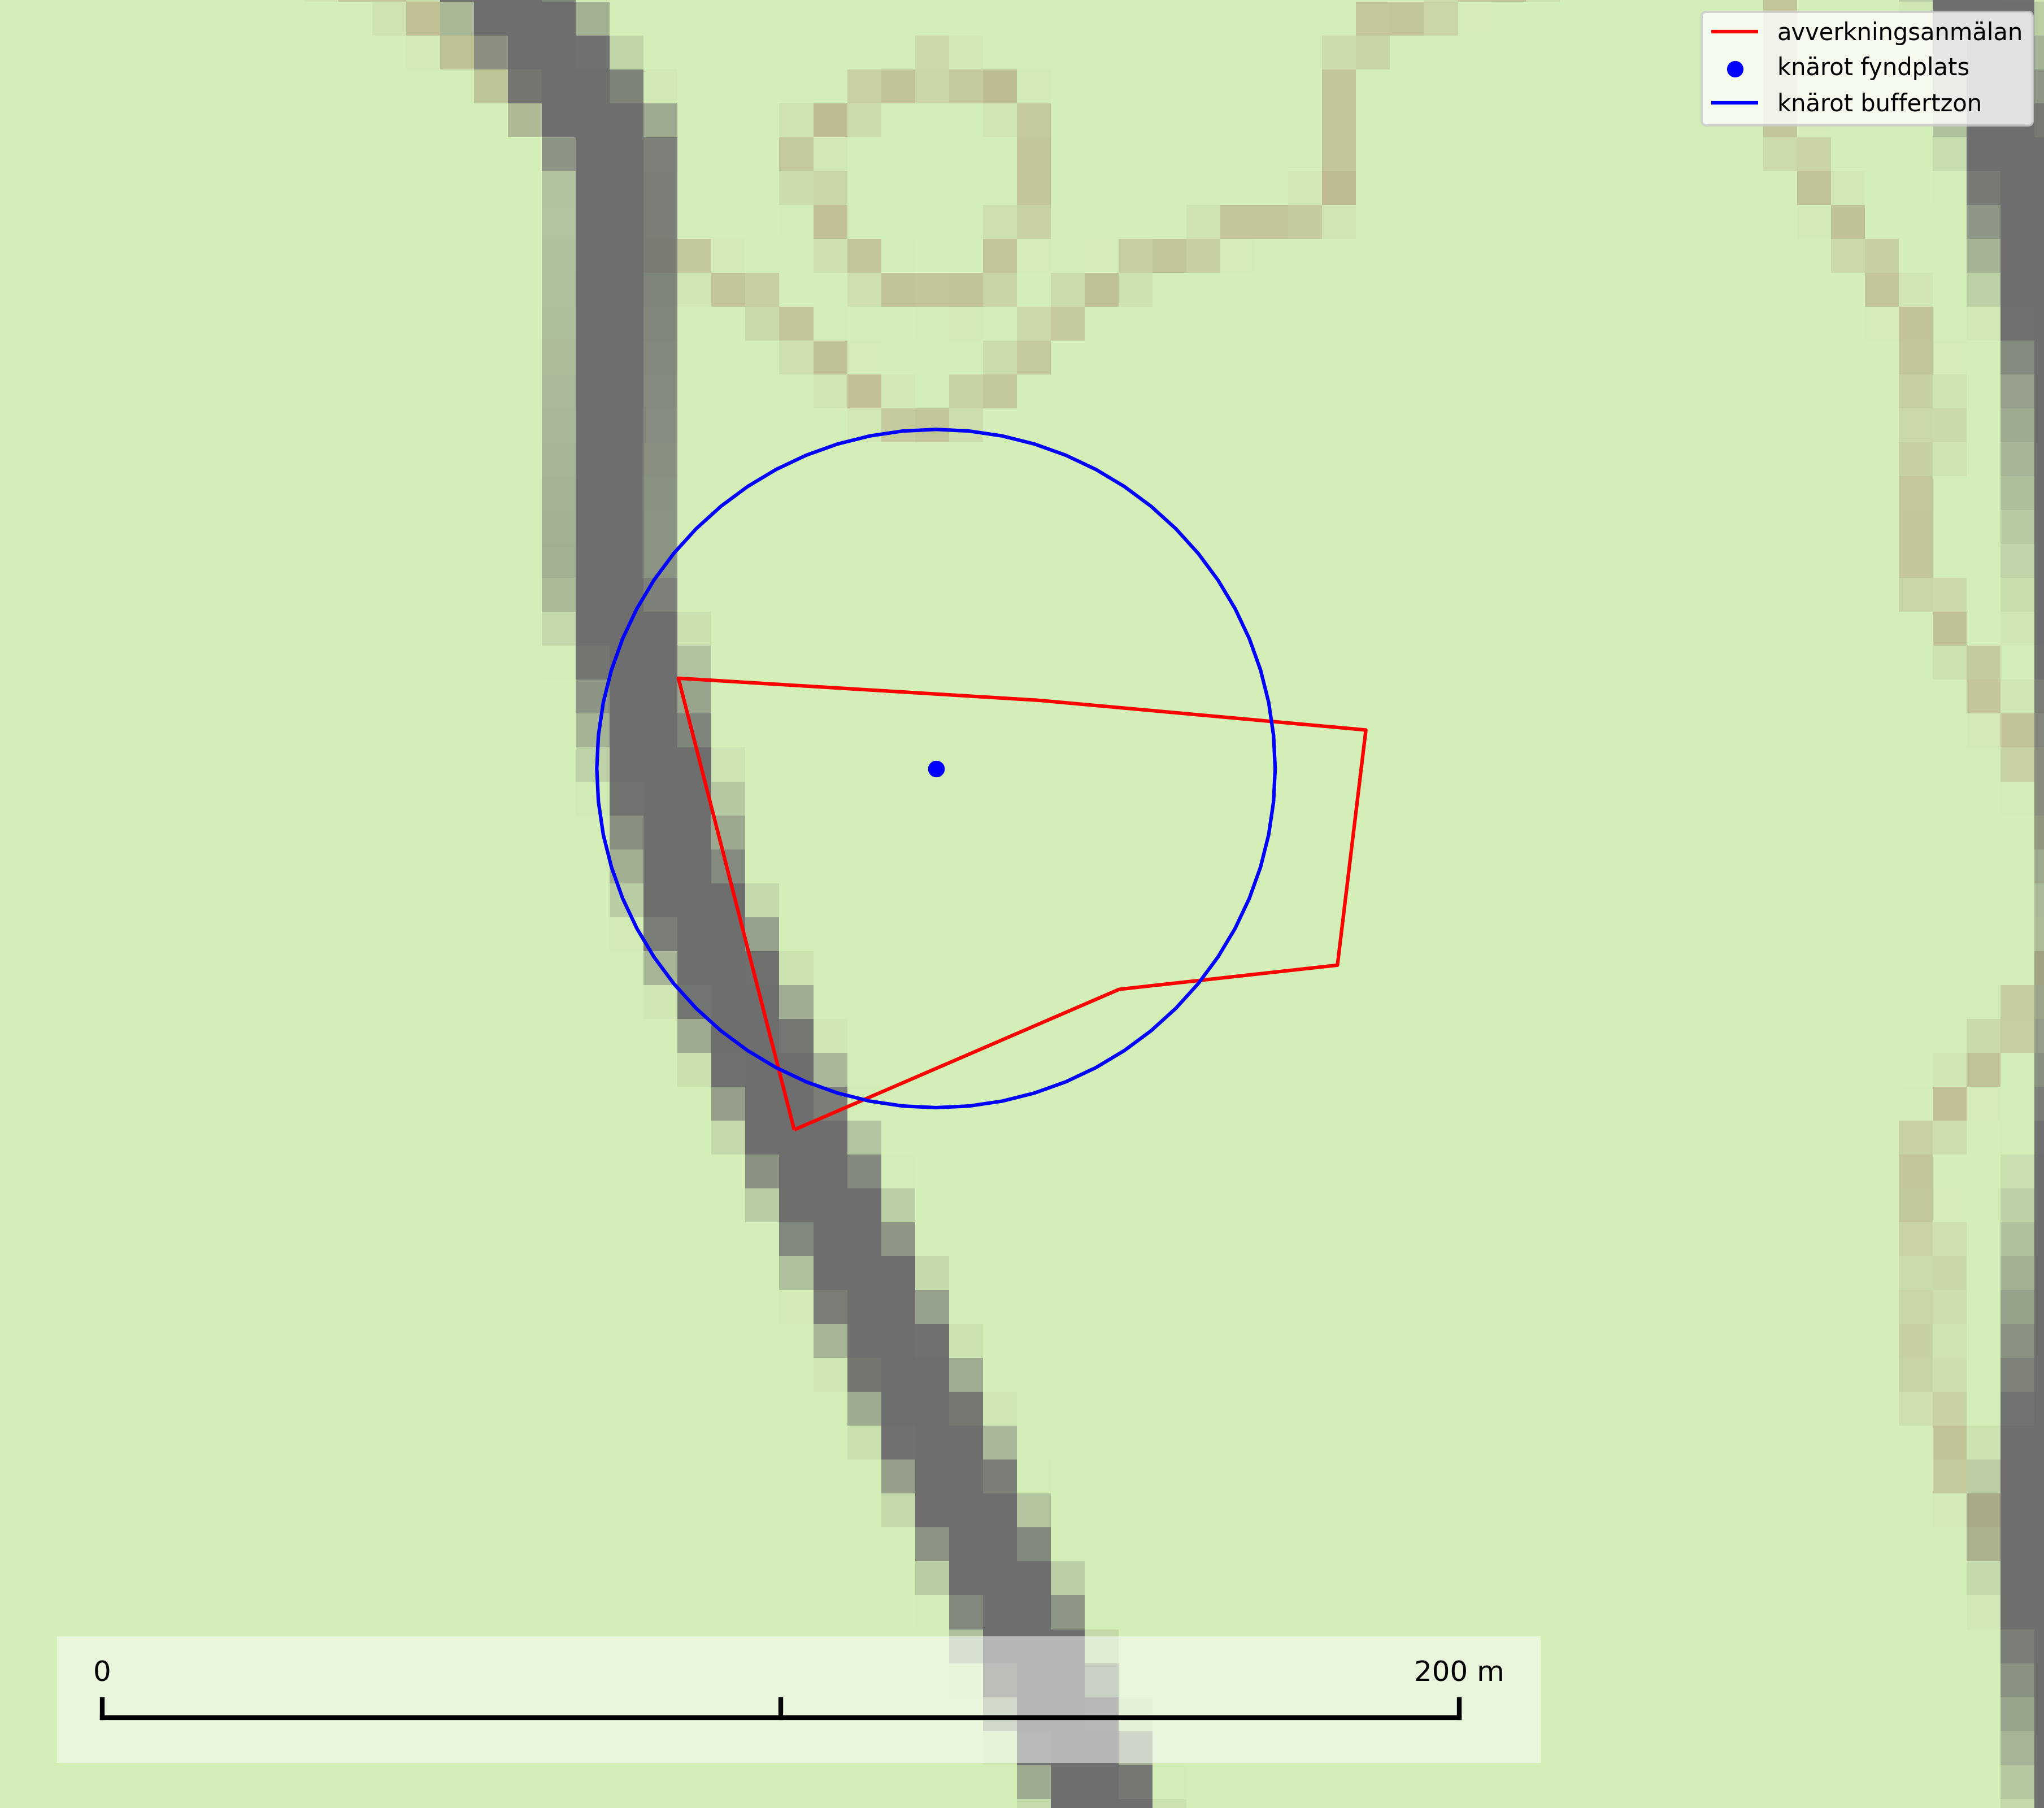 avverkningsanmälan
knärot fyndplats
knärot buffertzon
0 200 m